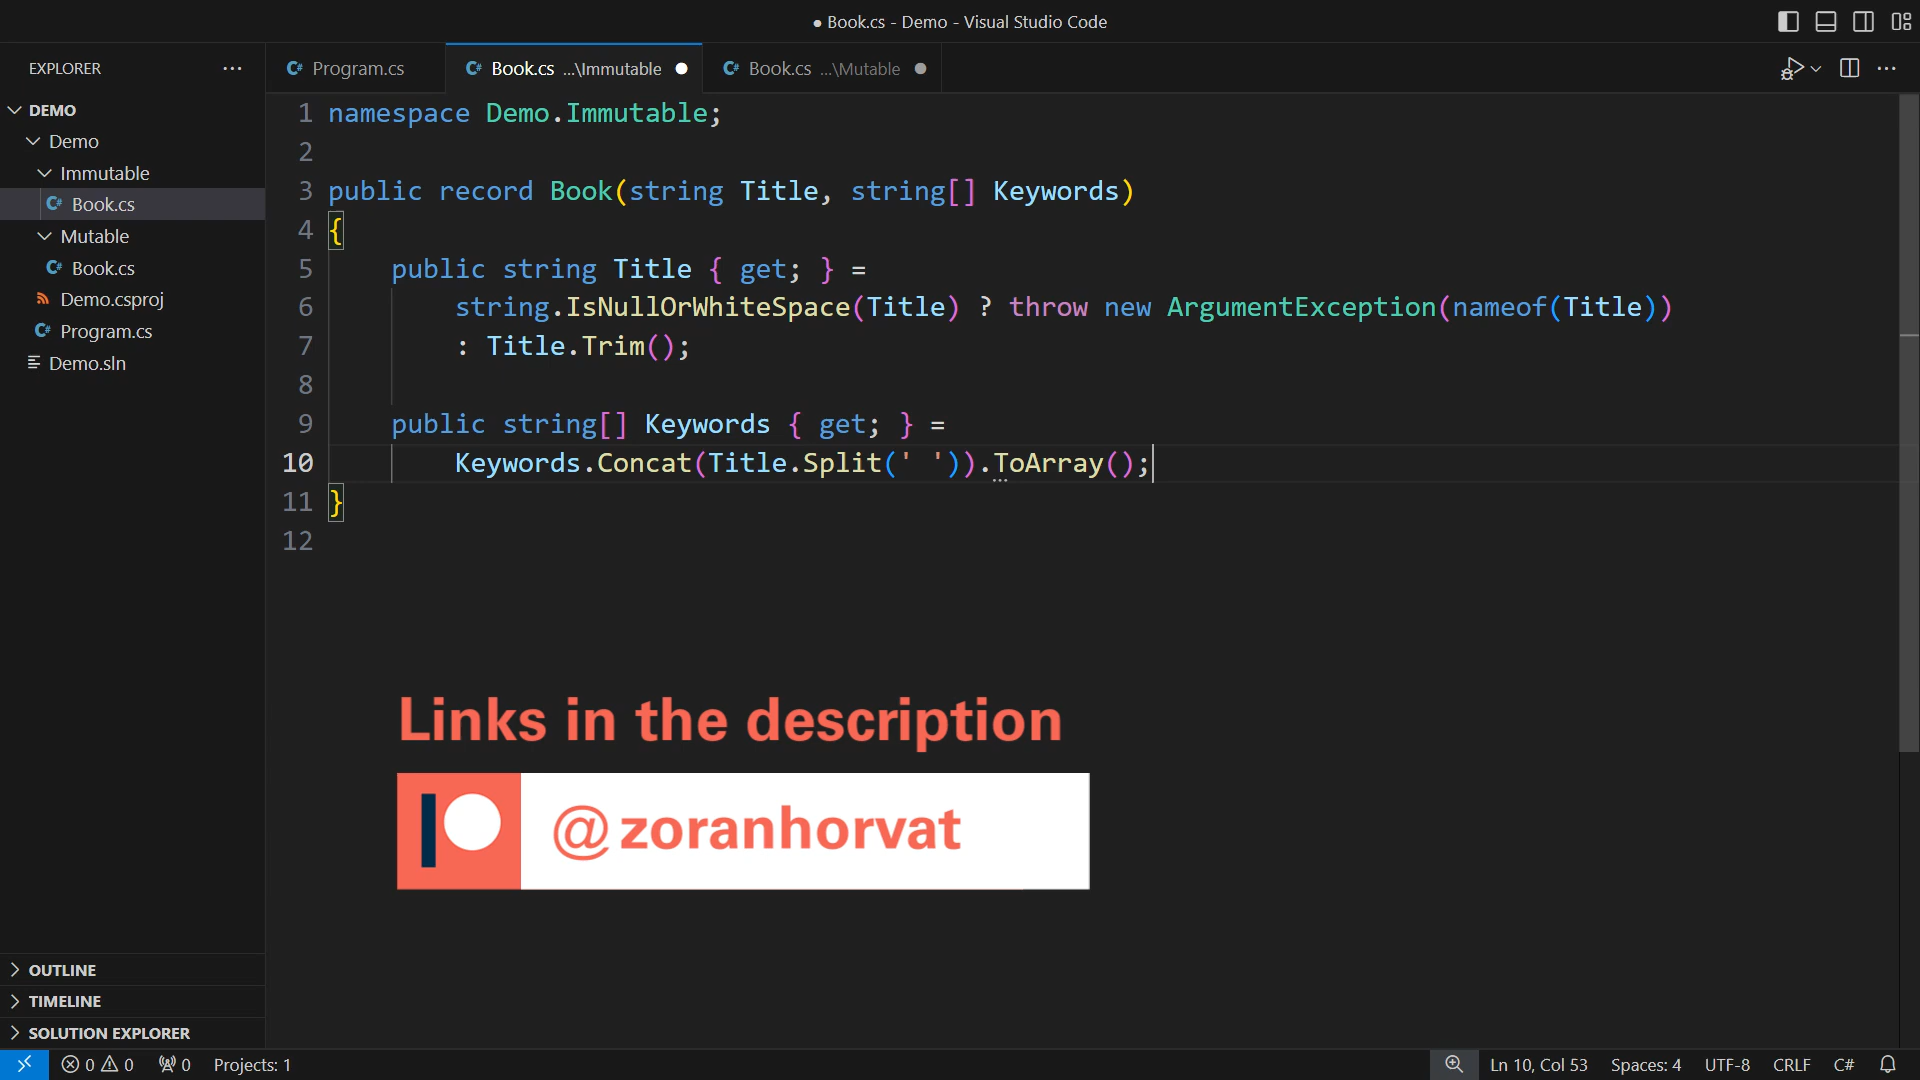 ● Book.cs - Demo - Visual Studio Code
EXPLORER
DEMO
Demo
Immutable
C# Book.cs
Mutable
C# Book.cs
Demo.csproj
C# Program.cs
Demo.sln
OUTLINE
TIMELINE
SOLUTION EXPLORER
C# Program.cs
C# Book.cs ...\Immutable ●
C# Book.cs ...\Mutable ●
1 namespace Demo.Immutable;
2
3 public record Book(string Title, string[] Keywords)
4 {
5 public string Title { get; } =
6 string.IsNullOrWhiteSpace(Title) ? throw new ArgumentException(nameof(Title))
7 : Title.Trim();
8
9 public string[] Keywords { get; } =
10 Keywords.Concat(Title.Split(' ')).ToArray();
11 }
12
Links in the description
@zoranhorvat
0 0 0 Projects: 1 Ln 10, Col 53 Spaces: 4 UTF-8 CRLF C#